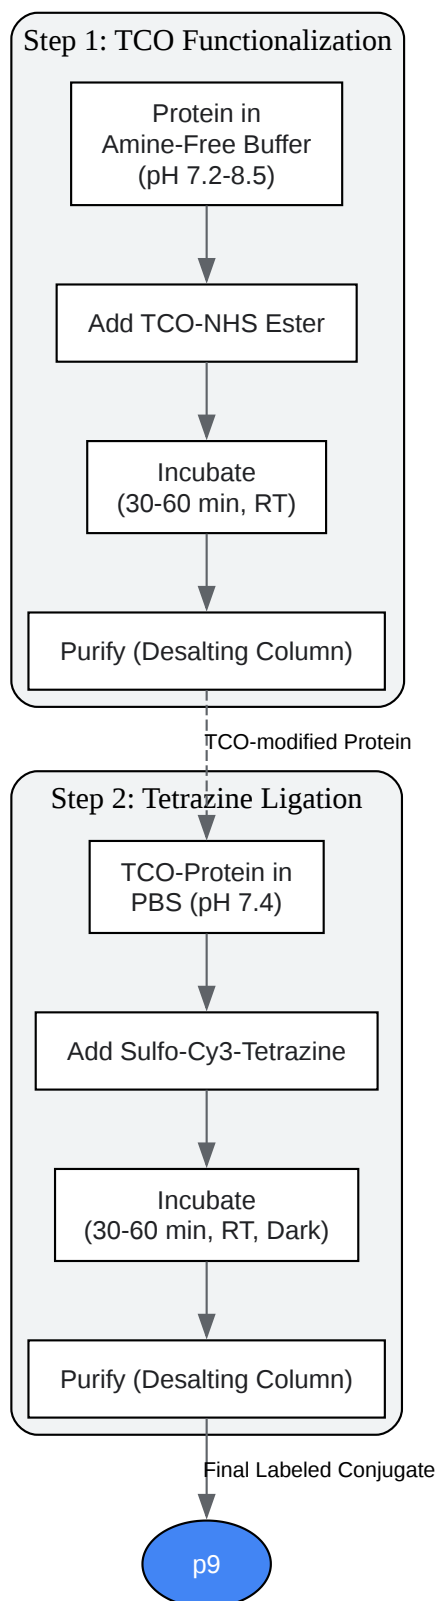 Step 1: TCO Functionalization
Protein in
Amine-Free Buffer
(pH 7.2-8.5)
Add TCO-NHS Ester
Incubate
(30-60 min, RT)
Purify (Desalting Column)
TCO-modified Protein
Step 2: Tetrazine Ligation
TCO-Protein in
PBS (pH 7.4)
Add Sulfo-Cy3-Tetrazine
Incubate
(30-60 min, RT, Dark)
Purify (Desalting Column)
Final Labeled Conjugate
p9